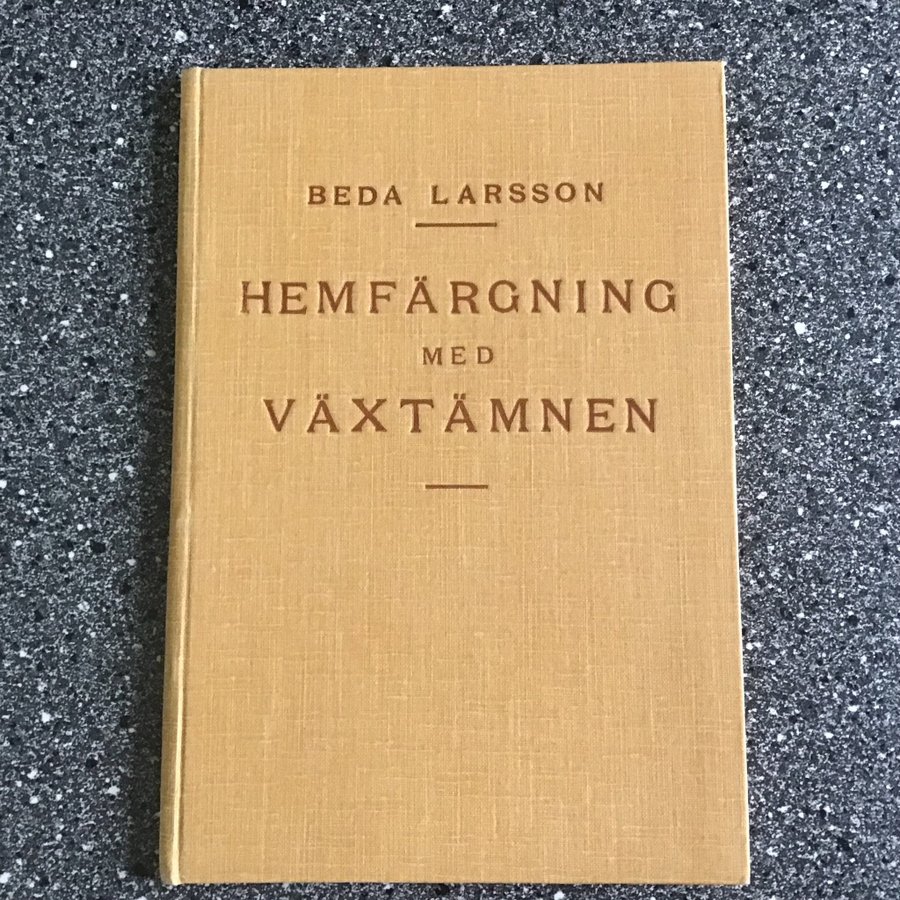 BEDA LARSSON
HEMFÄRGNING
MED
VÄXTÄMNEN